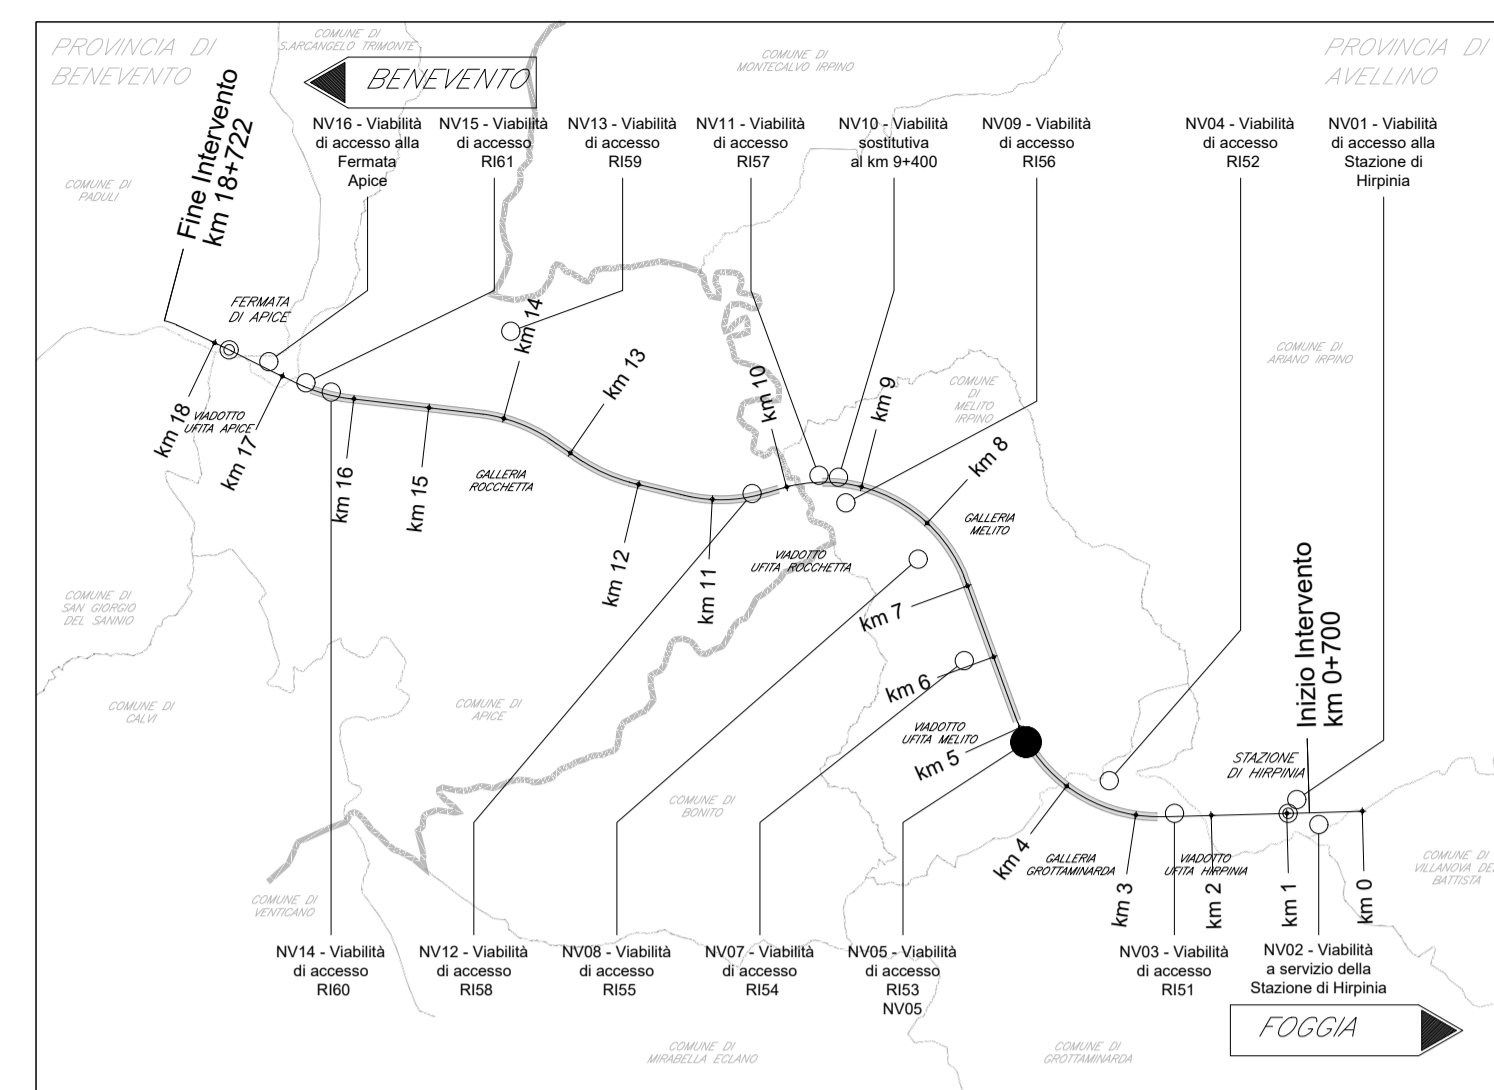 PROVINCIA DI
BENEVENTO
COMUNE DI
S.ARCANGELO TRIMONTE
BENEVENTO
COMUNE DI
MONTECALVO IRPINO
PROVINCIA DI
AVELLINO
Fine Intervento
km 18+722
NV16 - Viabilità
di accesso alla
Fermata
Apice
NV15 - Viabilità
di accesso
RI61
NV13 - Viabilità
di accesso
RI59
NV11 - Viabilità
di accesso
RI57
NV10 - Viabilità
sostitutiva
al km 9+400
NV09 - Viabilità
di accesso
RI56
NV04 - Viabilità
di accesso
RI52
NV01 - Viabilità
di accesso alla
Stazione di
Hirpinia
COMUNE DI
PADULI
FERMATA
DI APICE
km 14
km 13
km 10
km 9
COMUNE DI
ARIANO IRPINO
COMUNE
DI
MELITO
IRPINO
km 18
VIADOTTO
UFITA APICE
km 17
km 16
km 15
GALLERIA
ROCCHETTA
km 12
km 11
VIADOTTO
UFITA ROCCHETTA
km 8
GALLERIA
MELITO
km 7
COMUNE DI
SAN GIORGIO
DEL SANNIO
COMUNE DI
CALVI
COMUNE DI
APICE
km 6
VIADOTTO
UFITA MELITO
km 5
Inizio Intervento
km 0+700
STAZIONE
DI HIRPINIA
COMUNE DI
BONITO
km 4
GALLERIA
GROTTAMINARDA
km 3
VIADOTTO
UFITA HIRPINIA
km 2
km 1
km 0
COMUNE DI
VILLANOVA DEL
BATTISTA
COMUNE DI
VENTICANO
NV14 - Viabilità
di accesso
RI60
NV12 - Viabilità
di accesso
RI58
NV08 - Viabilità
di accesso
RI55
NV07 - Viabilità
di accesso
RI54
NV05 - Viabilità
di accesso
RI53
NV05
NV03 - Viabilità
di accesso
RI51
NV02 - Viabilità
a servizio della
Stazione di Hirpinia
FOGGIA
COMUNE DI
MIRABELLA ECLANO
COMUNE DI
GROTTAMINARDA